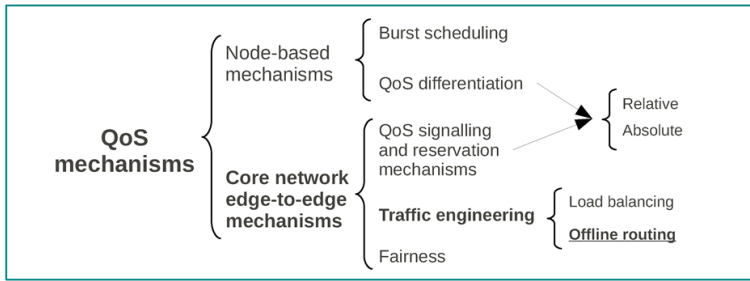 QoS
mechanisms
Node-based
mechanisms
Burst scheduling
QoS differentiation
Core network
edge-to-edge
mechanisms
QoS signalling
and reservation
mechanisms
Traffic engineering
Fairness
Relative
Absolute
Load balancing
Offline routing